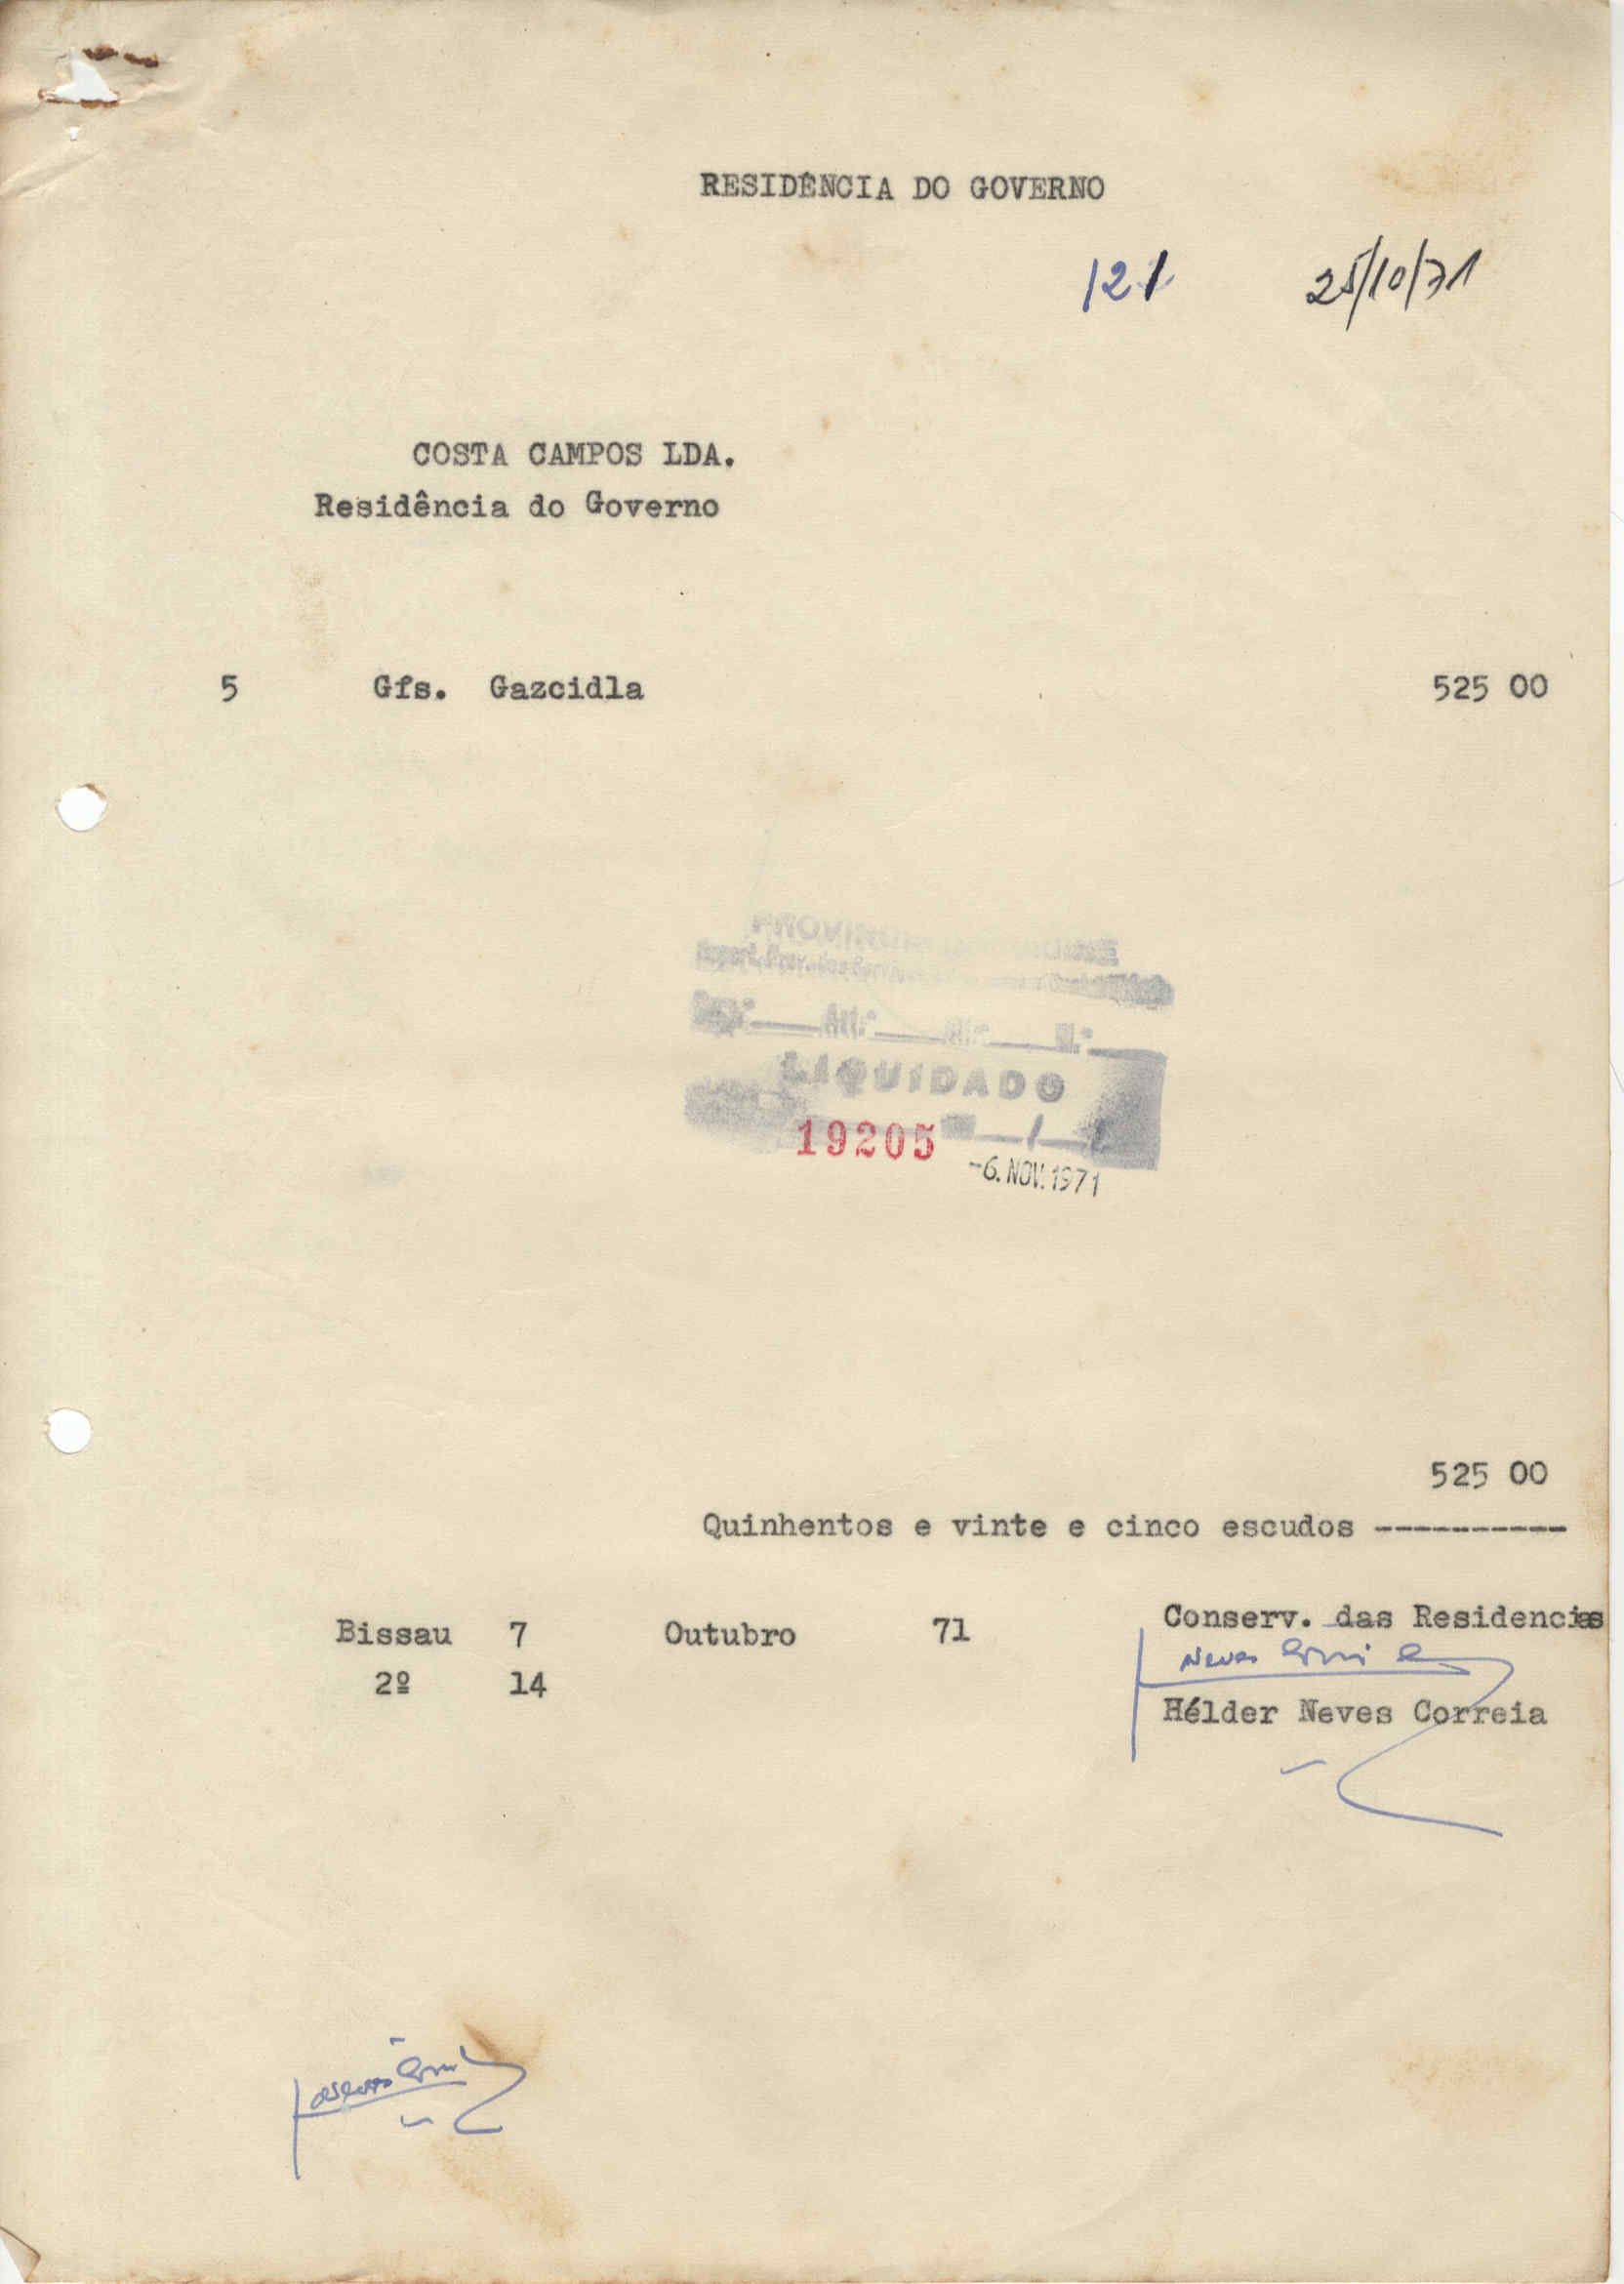 RESIDÊNCIA DO GOVERNO
121 25/10/71
COSTA CAMPOS LDA.
Residência do Governo
5 Gfs. Gazcidla 525 00
LIQUIDADO
19205
-6. NOV. 1971
525 00
Quinhentos e vinte e cinco escudos ----------
Bissau 7 Outubro 71 Conserv. das Residencias
2º 14
Hélder Neves Correia